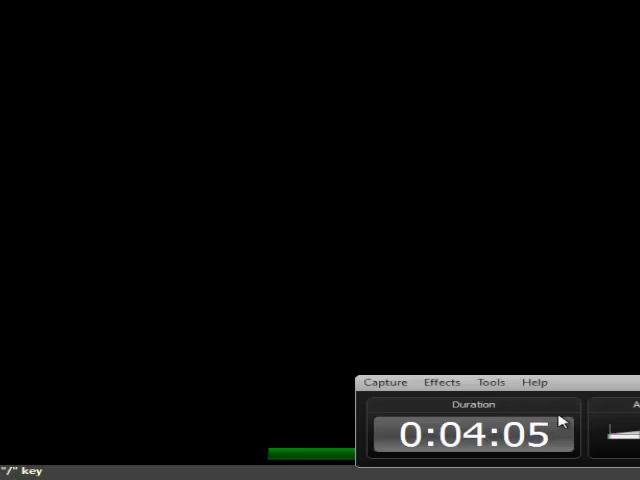 Capture Effects Tools Help
Duration
A
0:04:05
"/" key